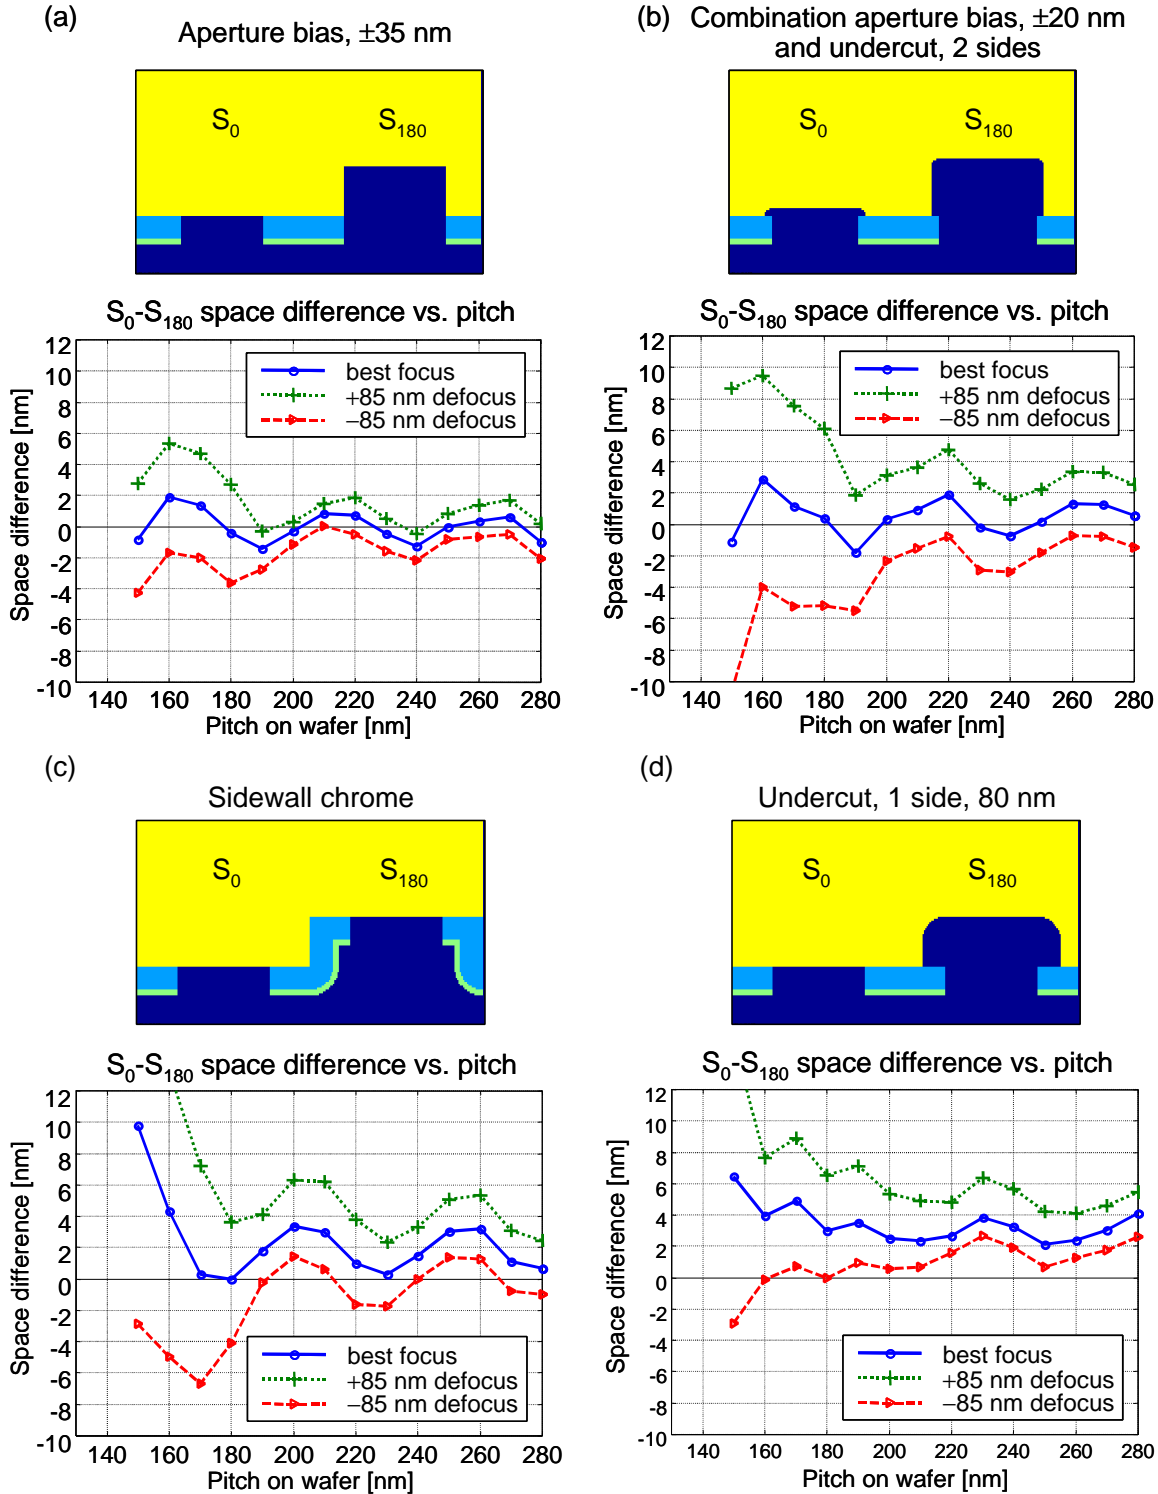 (a)
Aperture bias, ±35 nm
S0
S180
S0-S180 space difference vs. pitch
12
10
8
6
4
2
0
-2
-4
-6
-8
-10
Space difference [nm]
best focus
+85 nm defocus
−85 nm defocus
140 160 180 200 220 240 260 280
Pitch on wafer [nm]
(b)
Combination aperture bias, ±20 nm
and undercut, 2 sides
S0
S180
S0-S180 space difference vs. pitch
12
10
8
6
4
2
0
-2
-4
-6
-8
-10
Space difference [nm]
best focus
+85 nm defocus
−85 nm defocus
140 160 180 200 220 240 260 280
Pitch on wafer [nm]
(c)
Sidewall chrome
S0
S180
S0-S180 space difference vs. pitch
12
10
8
6
4
2
0
-2
-4
-6
-8
-10
Space difference [nm]
best focus
+85 nm defocus
−85 nm defocus
140 160 180 200 220 240 260 280
Pitch on wafer [nm]
(d)
Undercut, 1 side, 80 nm
S0
S180
S0-S180 space difference vs. pitch
12
10
8
6
4
2
0
-2
-4
-6
-8
-10
Space difference [nm]
best focus
+85 nm defocus
−85 nm defocus
140 160 180 200 220 240 260 280
Pitch on wafer [nm]